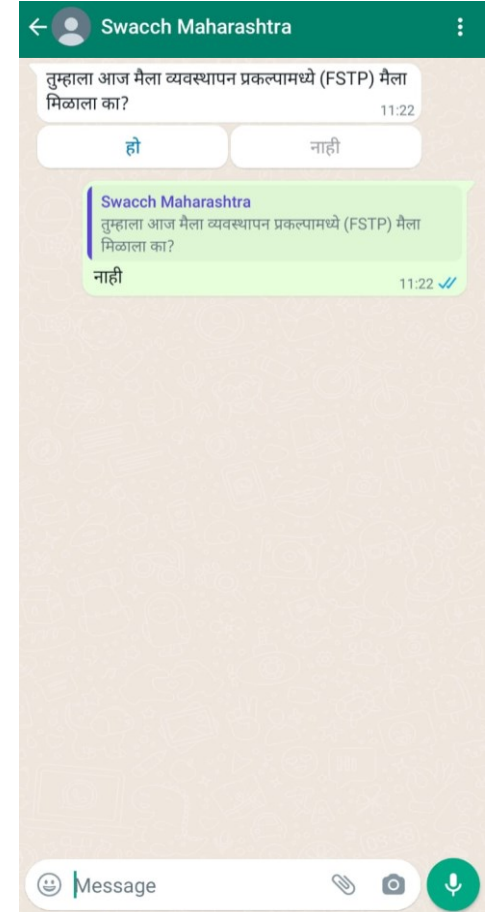 Swacch Maharashtra
तुम्हाला आज मैला व्यवस्थापन प्रकल्पामध्ये (FSTP) मैला
मिळाला का?
11:22
हो
नाही
Swacch Maharashtra
तुम्हाला आज मैला व्यवस्थापन प्रकल्पामध्ये (FSTP) मैला
मिळाला का?
नाही
11:22
Message